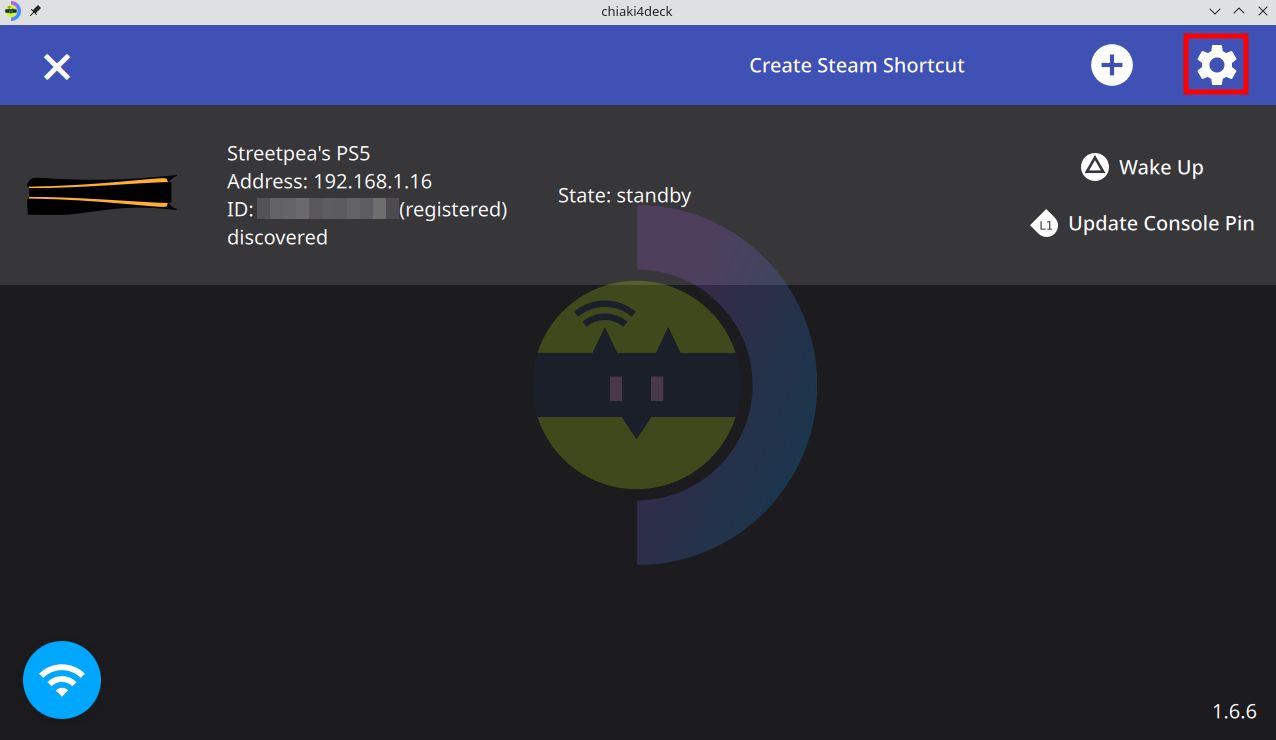 chiaki4deck
Create Steam Shortcut
Streetpea's PS5
Address: 192.168.1.16
ID: (registered)
discovered
State: standby
Wake Up
L1 Update Console Pin
1.6.6